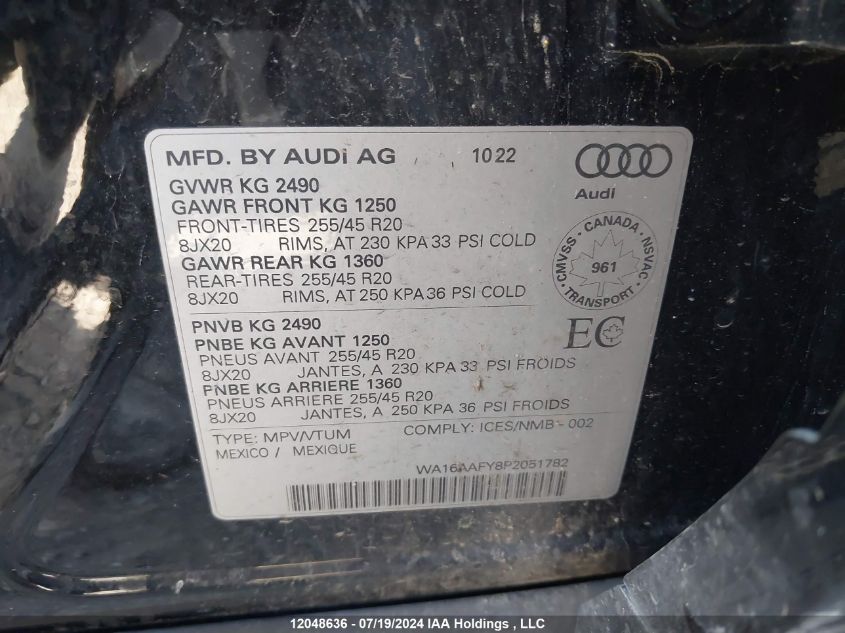 MFD. BY AUDi AG 1022
Audi
GVWR KG 2490
GAWR FRONT KG 1250
FRONT-TIRES 255/45 R20
8JX20 RIMS, AT 230 KPA 33 PSI COLD
GAWR REAR KG 1360
REAR-TIRES 255/45 R20
8JX20 RIMS, AT 250 KPA 36 PSI COLD
CMVSS · CANADA · NSVAC · TRANSPORT ·
961
PNVB KG 2490
PNBE KG AVANT 1250
PNEUS AVANT 255/45 R20
8JX20 JANTES, A 230 KPA 33 PSI FROIDS
PNBE KG ARRIERE 1360
PNEUS ARRIERE 255/45 R20
8JX20 JANTES, A 250 KPA 36 PSI FROIDS
EC
TYPE: MPV/VTUM COMPLY: ICES/NMB - 002
MEXICO / MEXIQUE
WA16AAFY8P2051782
12048636 - 07/19/2024 IAA Holdings , LLC